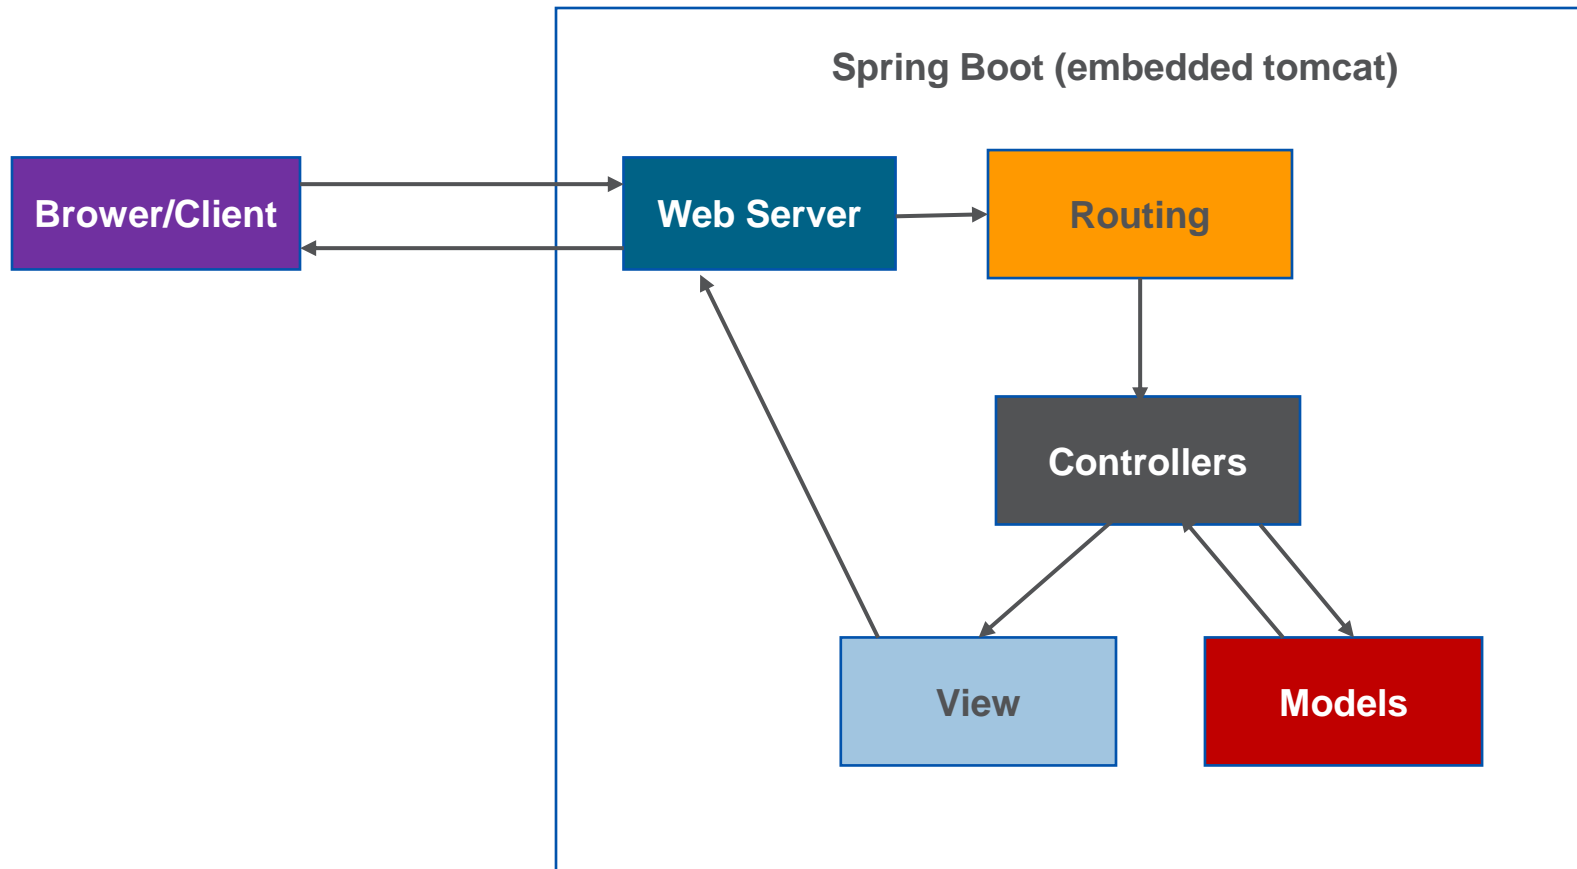 Spring Boot (embedded tomcat)
Brower/Client
Web Server
Routing
Controllers
View
Models